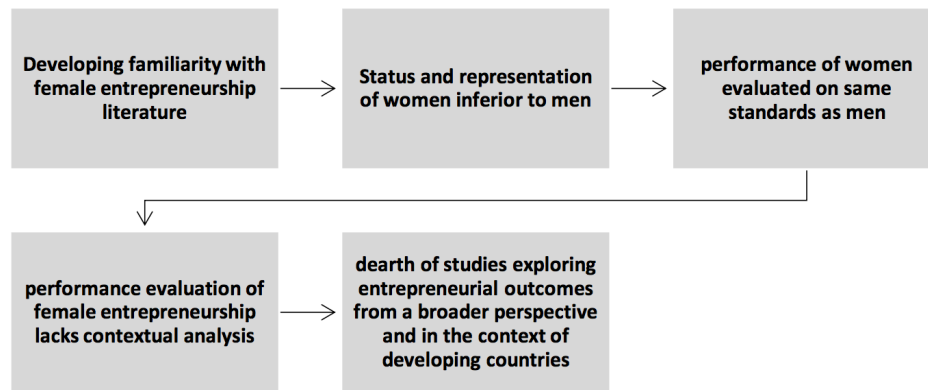 Developing familiarity with
female entrepreneurship
literature
Status and representation
of women inferior to men
performance of women
evaluated on same
standards as men
performance evaluation of
female entrepreneurship
lacks contextual analysis
dearth of studies exploring
entrepreneurial outcomes
from a broader perspective
and in the context of
developing countries